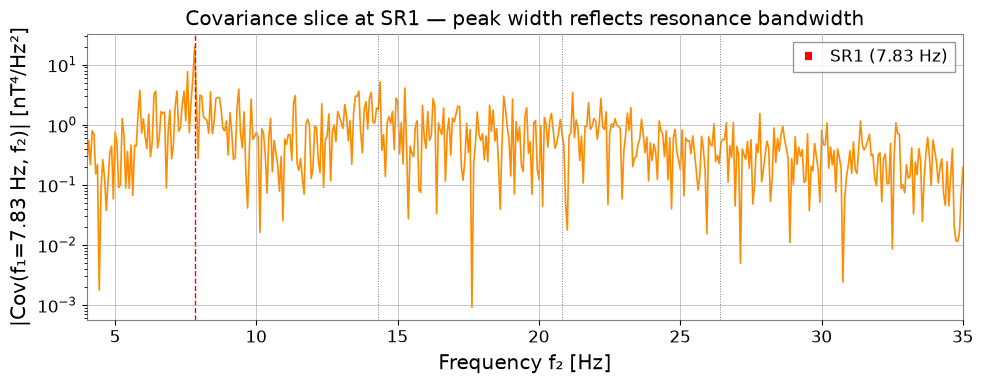 Covariance slice at SR1 — peak width reflects resonance bandwidth
|Cov(f₁=7.83 Hz, f₂)| [nT⁴/Hz²]
10¹
10⁰
10⁻¹
10⁻²
10⁻³
SR1 (7.83 Hz)
5 10 15 20 25 30 35
Frequency f₂ [Hz]